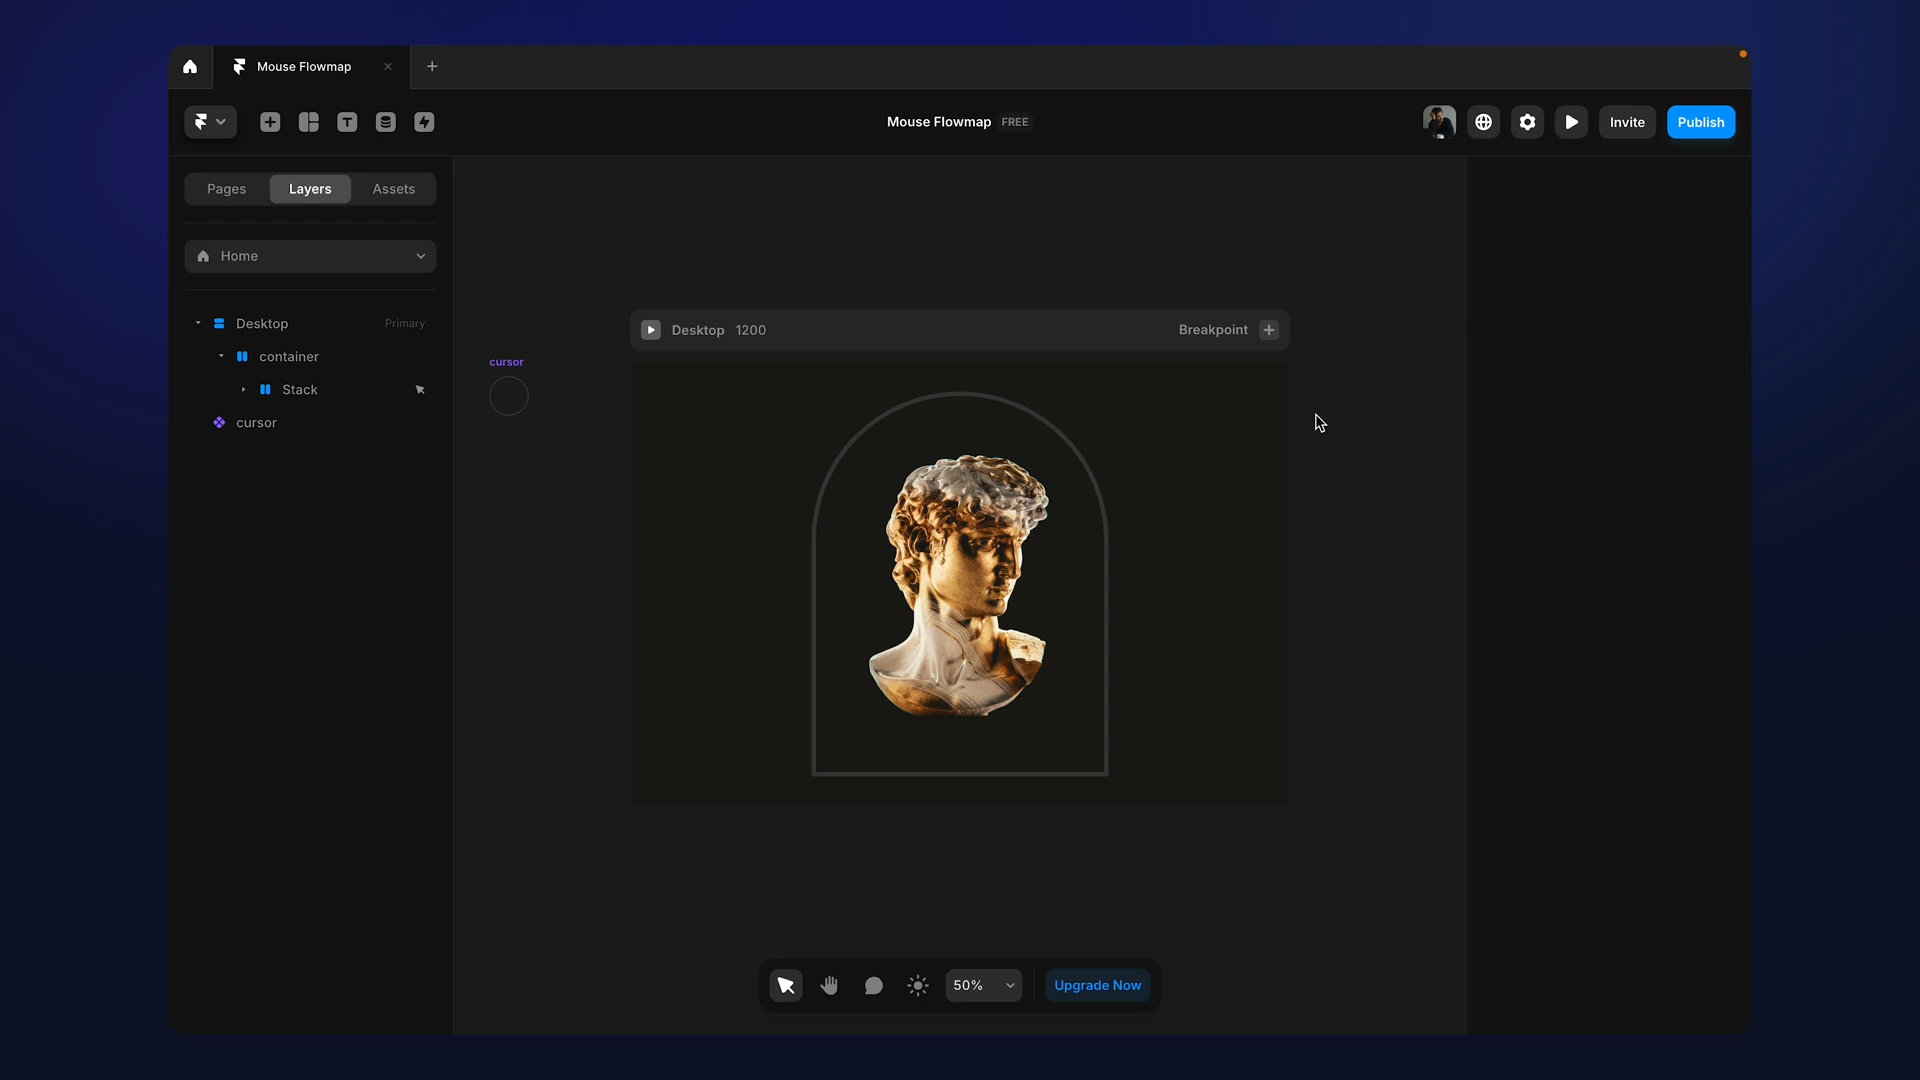 Mouse Flowmap
Mouse Flowmap FREE
Invite
Publish
Pages
Layers
Assets
Home
Desktop
Primary
container
Stack
cursor
cursor
Desktop 1200
Breakpoint
50%
Upgrade Now